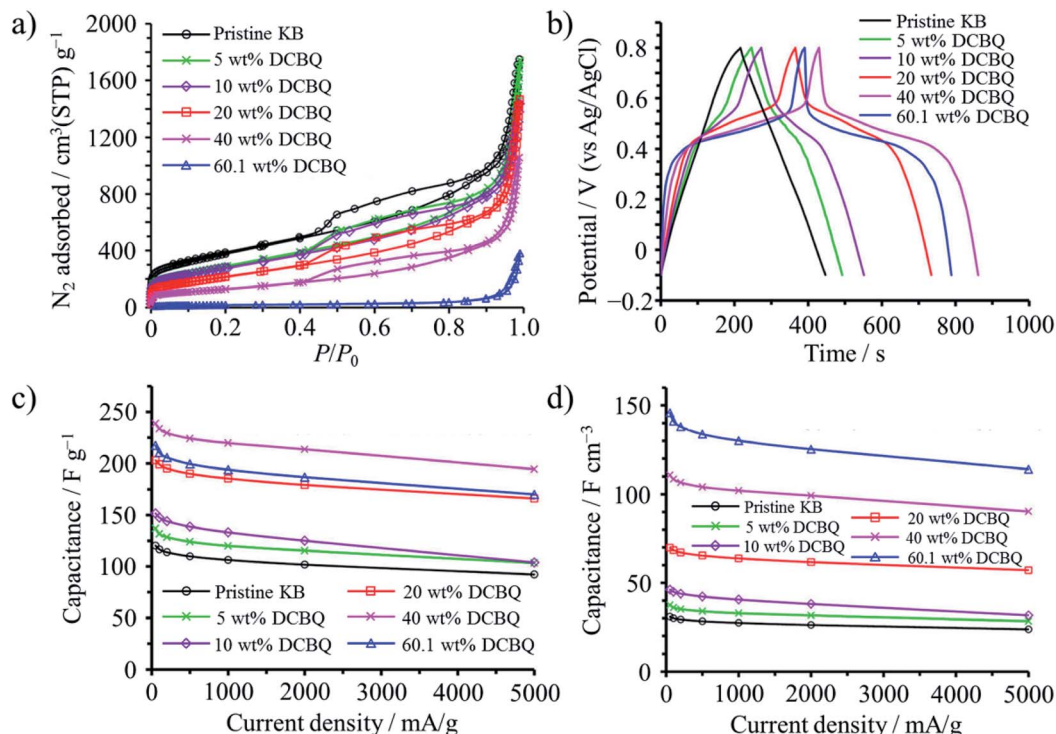 a)
N₂ adsorbed / cm³(STP) g⁻¹
2000
1600
1200
800
400
0
Pristine KB
5 wt% DCBQ
10 wt% DCBQ
20 wt% DCBQ
40 wt% DCBQ
60.1 wt% DCBQ
0 0.2 0.4 0.6 0.8 1.0
P/P₀
b)
Potential / V (vs Ag/AgCl)
1.0
0.8
0.6
0.4
0.2
0
−0.2
Pristine KB
5 wt% DCBQ
10 wt% DCBQ
20 wt% DCBQ
40 wt% DCBQ
60.1 wt% DCBQ
0 200 400 600 800 1000
Time / s
c)
Capacitance / F g⁻¹
250
200
150
100
50
0
Pristine KB
5 wt% DCBQ
10 wt% DCBQ
20 wt% DCBQ
40 wt% DCBQ
60.1 wt% DCBQ
0 1000 2000 3000 4000 5000
Current density / mA/g
d)
Capacitance / F cm⁻³
150
100
50
0
Pristine KB
5 wt% DCBQ
10 wt% DCBQ
20 wt% DCBQ
40 wt% DCBQ
60.1 wt% DCBQ
0 1000 2000 3000 4000 5000
Current density / mA/g